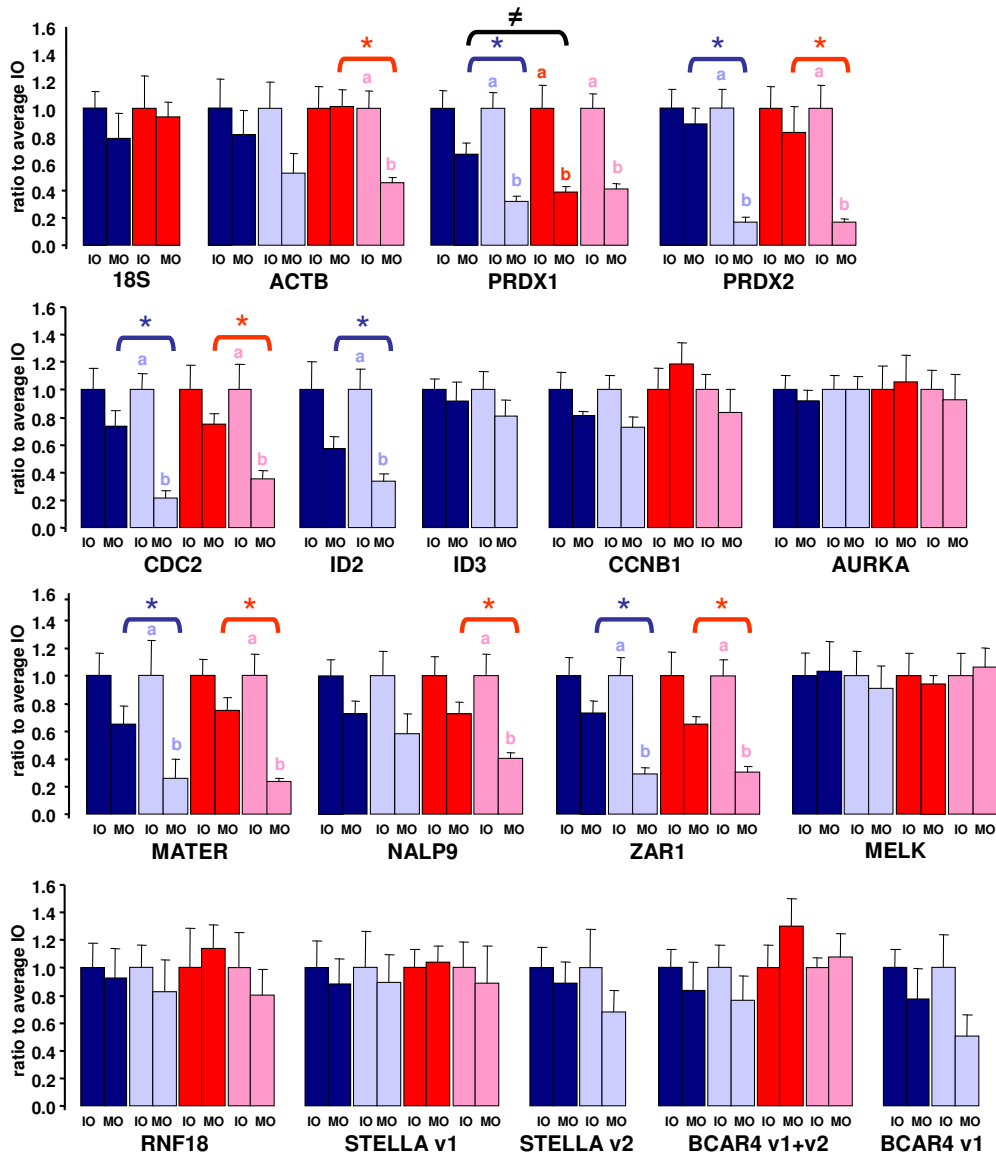 ratio to average IO
1.6
1.4
1.2
1.0
0.8
0.6
0.4
0.2
0.0
≠
* * * *
a a a a a a
b b b b b b
IO MO IO MO
18S
IO MO IO MO IO MO IO MO
ACTB
IO MO IO MO IO MO IO MO
PRDX1
IO MO IO MO IO MO IO MO
PRDX2
ratio to average IO
1.6
1.4
1.2
1.0
0.8
0.6
0.4
0.2
0.0
* * *
a a a
b b b
IO MO IO MO IO MO IO MO
CDC2
IO MO IO MO
ID2
IO MO IO MO
ID3
IO MO IO MO IO MO IO MO
CCNB1
IO MO IO MO IO MO IO MO
AURKA
ratio to average IO
1.6
1.4
1.2
1.0
0.8
0.6
0.4
0.2
0.0
* * * * *
a a a a a
b b b b b
IO MO IO MO IO MO IO MO
MATER
IO MO IO MO IO MO IO MO
NALP9
IO MO IO MO IO MO IO MO
ZAR1
IO MO IO MO IO MO IO MO
MELK
ratio to average IO
1.6
1.4
1.2
1.0
0.8
0.6
0.4
0.2
0.0
IO MO IO MO IO MO IO MO
RNF18
IO MO IO MO IO MO IO MO
STELLA v1
IO MO IO MO
STELLA v2
IO MO IO MO IO MO IO MO
BCAR4 v1+v2
IO MO IO MO
BCAR4 v1